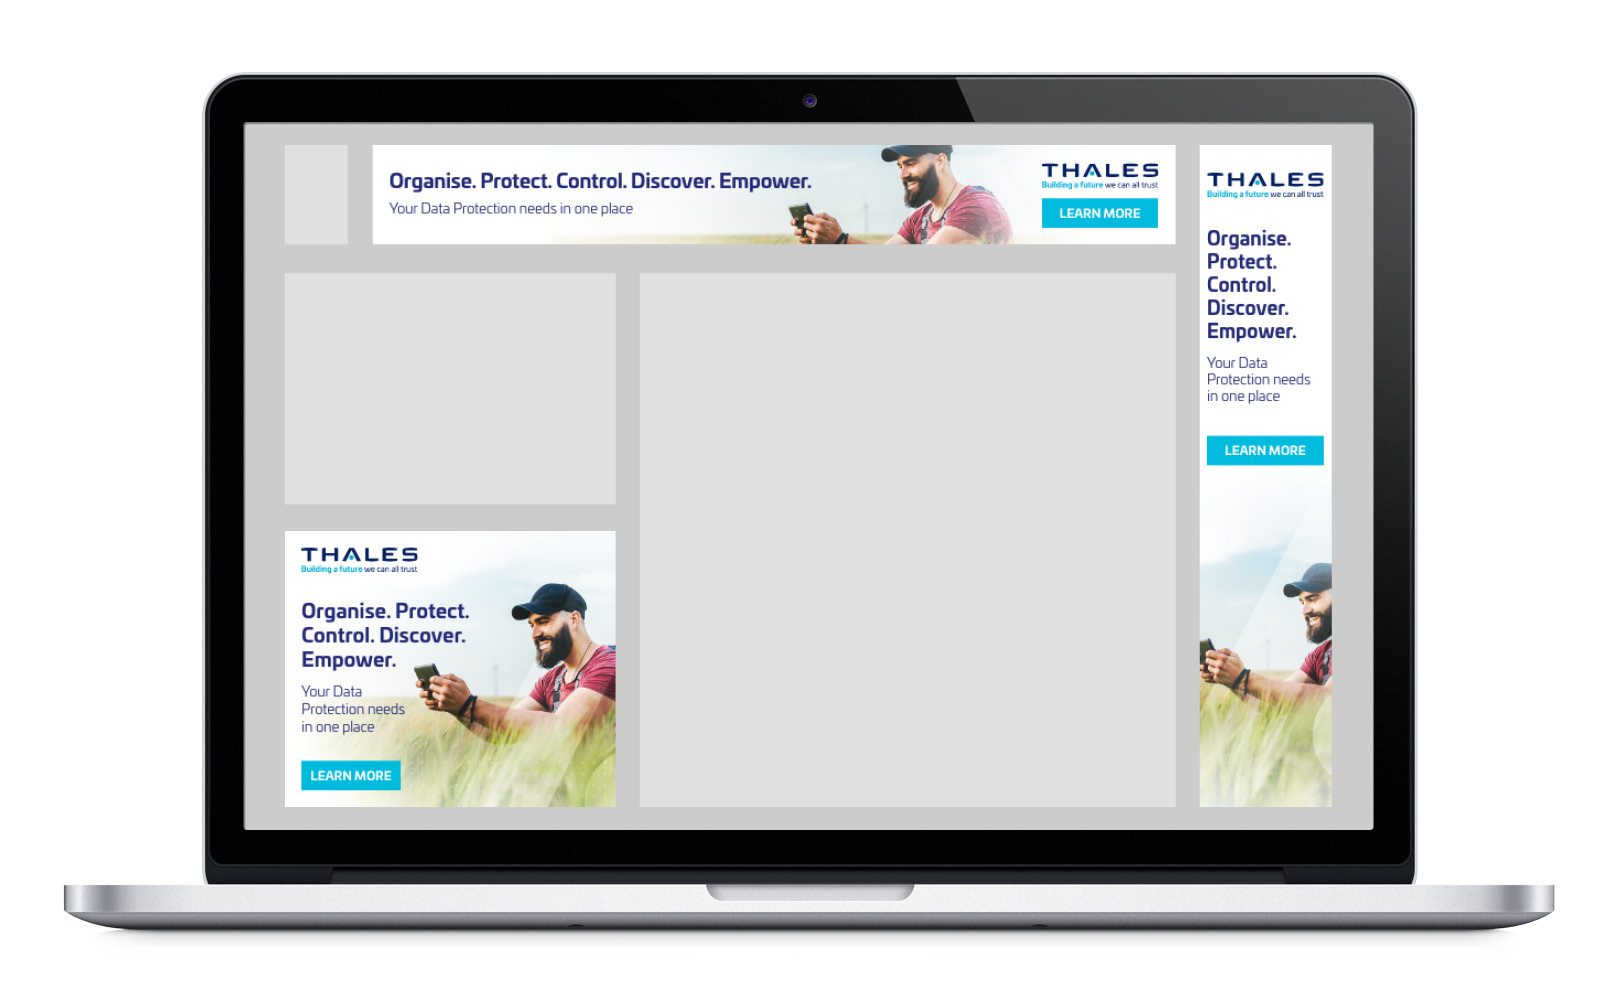 Organise. Protect. Control. Discover. Empower.
Your Data Protection needs in one place
THALES
Building a future we can all trust
LEARN MORE
THALES
Building a future we can all trust
Organise.
Protect.
Control.
Discover.
Empower.
Your Data
Protection needs
in one place
LEARN MORE
THALES
Building a future we can all trust
Organise. Protect.
Control. Discover.
Empower.
Your Data
Protection needs
in one place
LEARN MORE